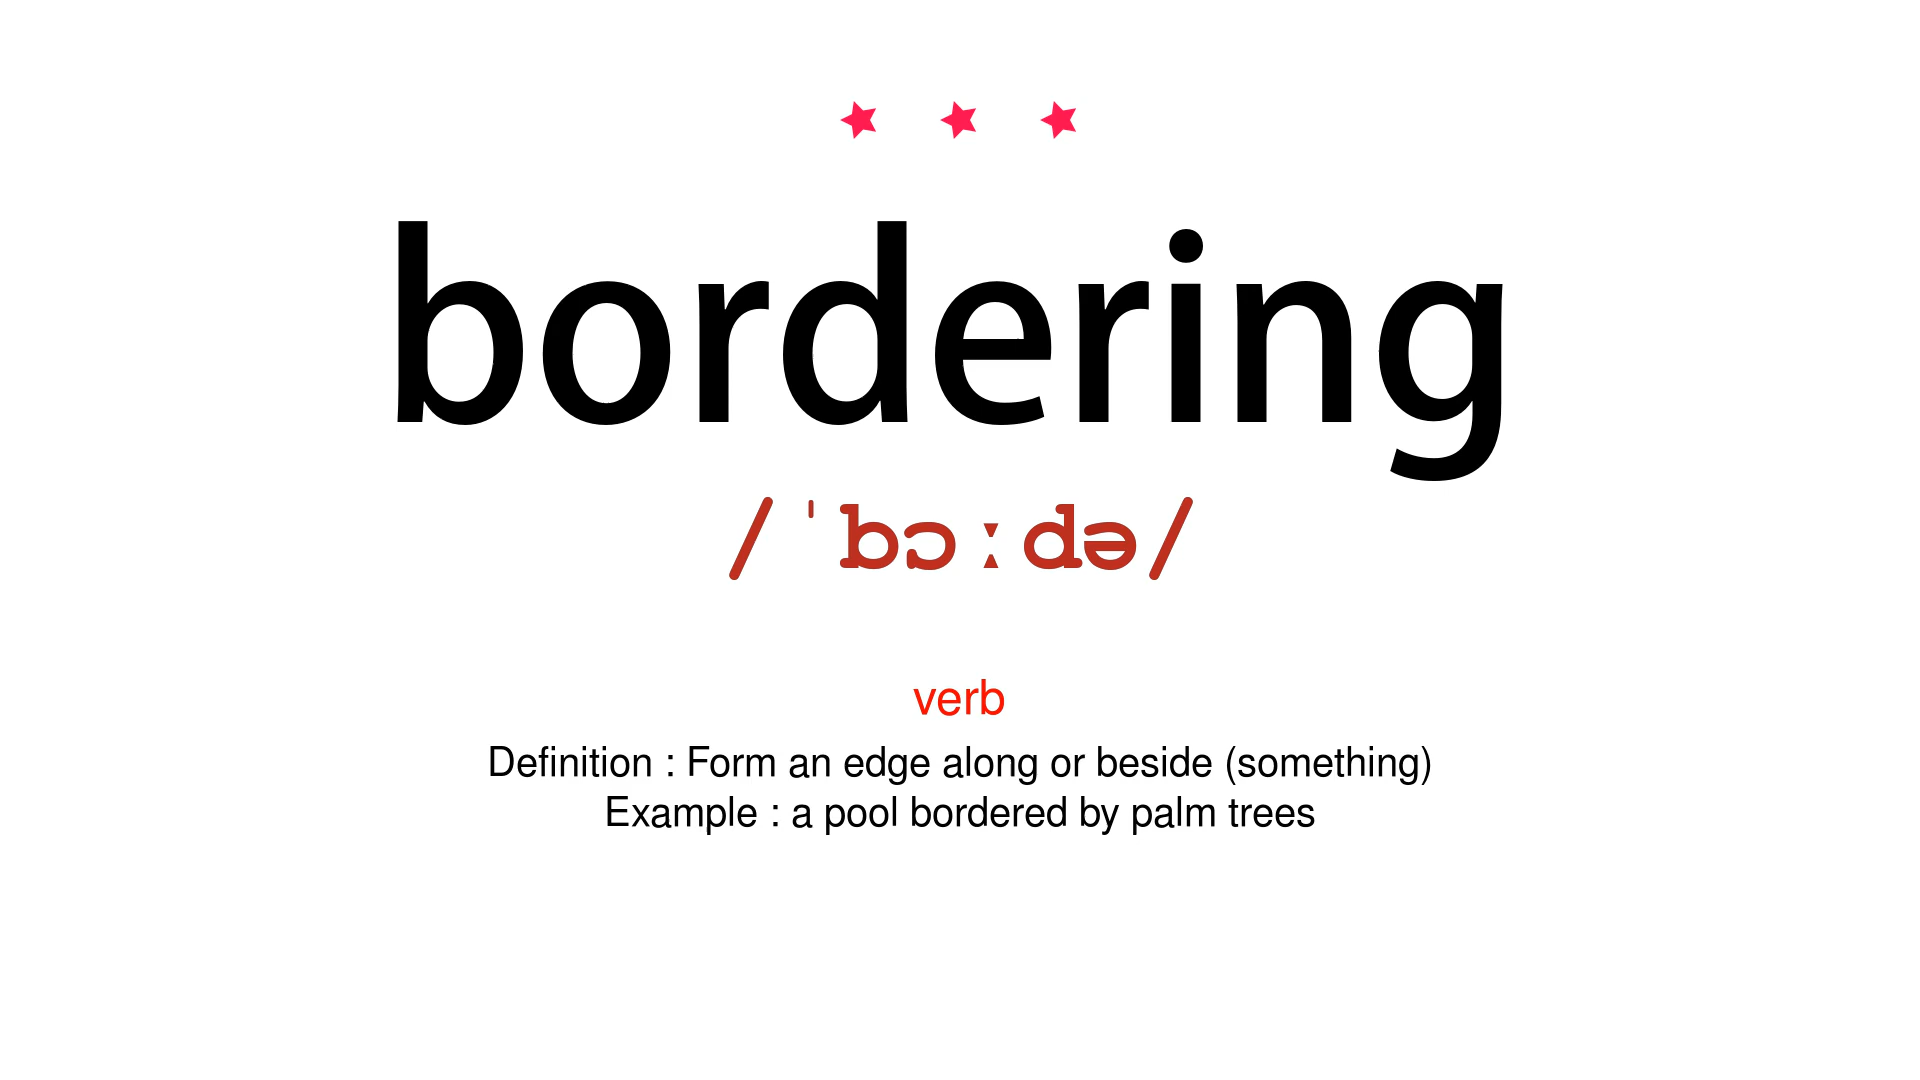 bordering
/ˈbɔːdə/
verb
Definition : Form an edge along or beside (something)
Example : a pool bordered by palm trees